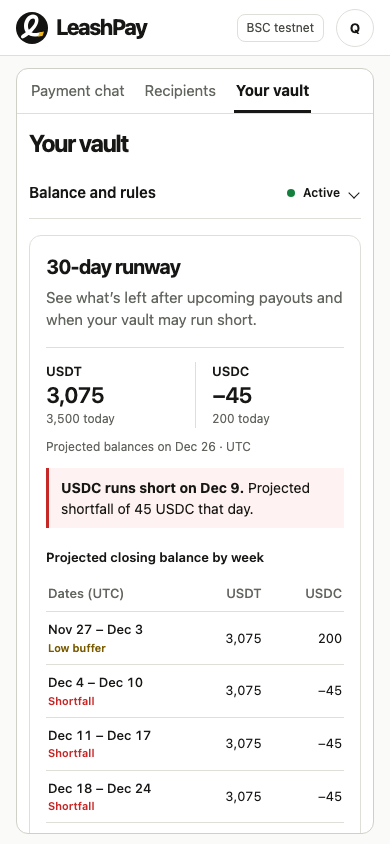 LeashPay
BSC testnet
Q
Payment chat
Recipients
Your vault
Your vault
Balance and rules
Active
30-day runway
See what's left after upcoming payouts and
when your vault may run short.
USDT
3,075
3,500 today
USDC
−45
200 today
Projected balances on Dec 26 · UTC
USDC runs short on Dec 9. Projected
shortfall of 45 USDC that day.
Projected closing balance by week
Dates (UTC) USDT USDC
Nov 27 – Dec 3
Low buffer
3,075 200
Dec 4 – Dec 10
Shortfall
3,075 −45
Dec 11 – Dec 17
Shortfall
3,075 −45
Dec 18 – Dec 24
Shortfall
3,075 −45